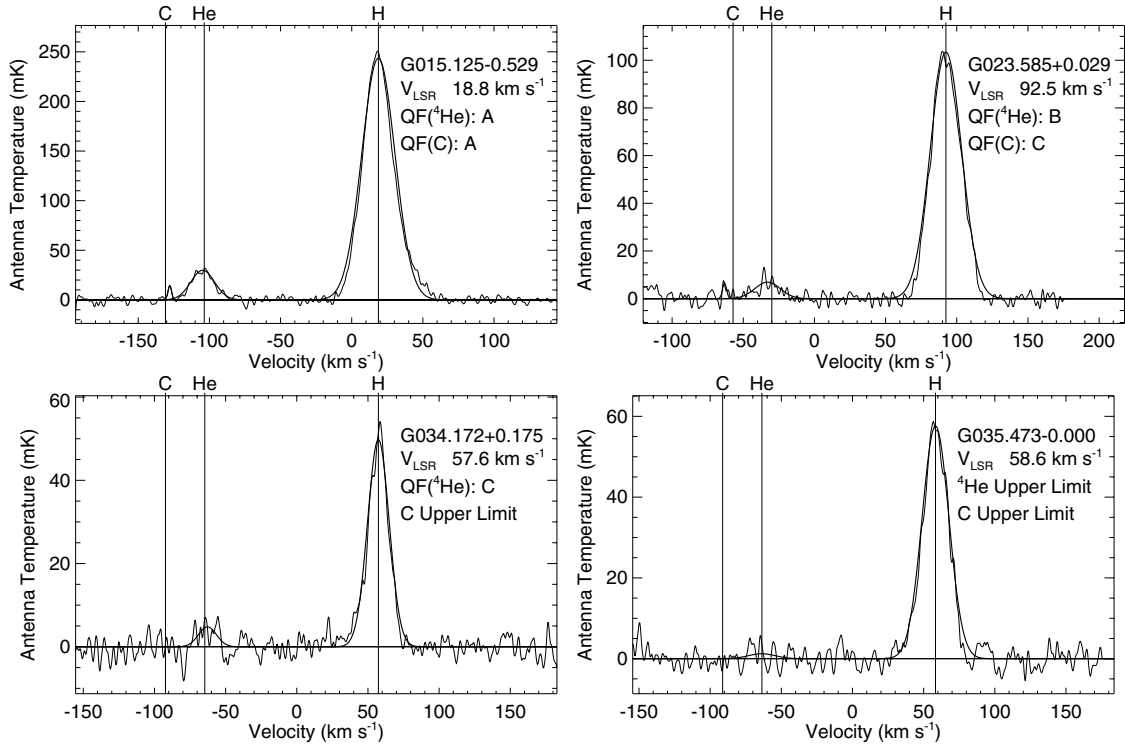 C He H
Antenna Temperature (mK)
250
200
150
100
50
0
G015.125-0.529
V_LSR 18.8 km s⁻¹
QF(⁴He): A
QF(C): A
-150 -100 -50 0 50 100
Velocity (km s⁻¹)
C He H
Antenna Temperature (mK)
100
80
60
40
20
0
G023.585+0.029
V_LSR 92.5 km s⁻¹
QF(⁴He): B
QF(C): C
-100 -50 0 50 100 150 200
Velocity (km s⁻¹)
C He H
Antenna Temperature (mK)
60
40
20
0
G034.172+0.175
V_LSR 57.6 km s⁻¹
QF(⁴He): C
C Upper Limit
-150 -100 -50 0 50 100 150
Velocity (km s⁻¹)
C He H
Antenna Temperature (mK)
60
50
40
30
20
10
0
G035.473-0.000
V_LSR 58.6 km s⁻¹
⁴He Upper Limit
C Upper Limit
-150 -100 -50 0 50 100 150
Velocity (km s⁻¹)